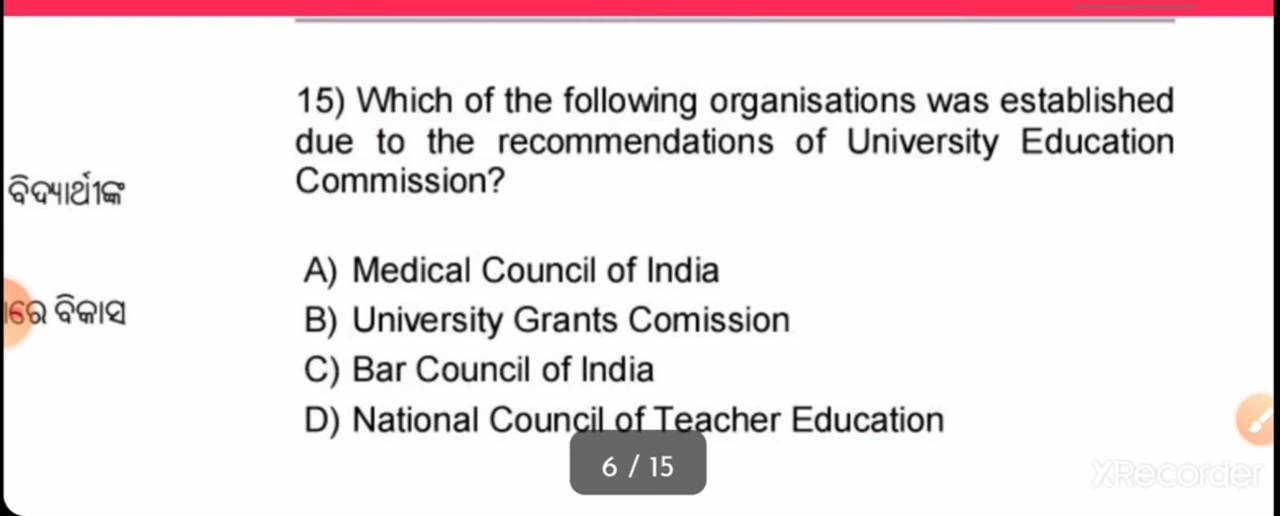 15) Which of the following organisations was established
due to the recommendations of University Education
Commission?
ବିଦ୍ୟାର୍ଥୀଙ୍କ
A) Medical Council of India
ବିକାସ
B) University Grants Comission
C) Bar Council of India
D) National Council of Teacher Education
6 / 15
XRecorder